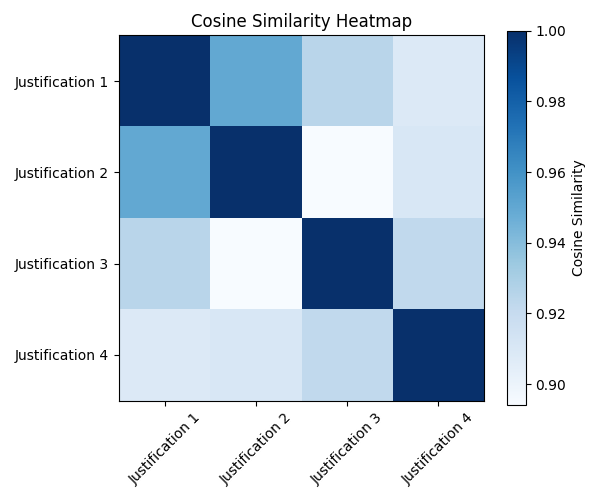 Cosine Similarity Heatmap
Justification 1
Justification 2
Justification 3
Justification 4
Justification 1
Justification 2
Justification 3
Justification 4
1.00
0.98
0.96
0.94
0.92
0.90
Cosine Similarity